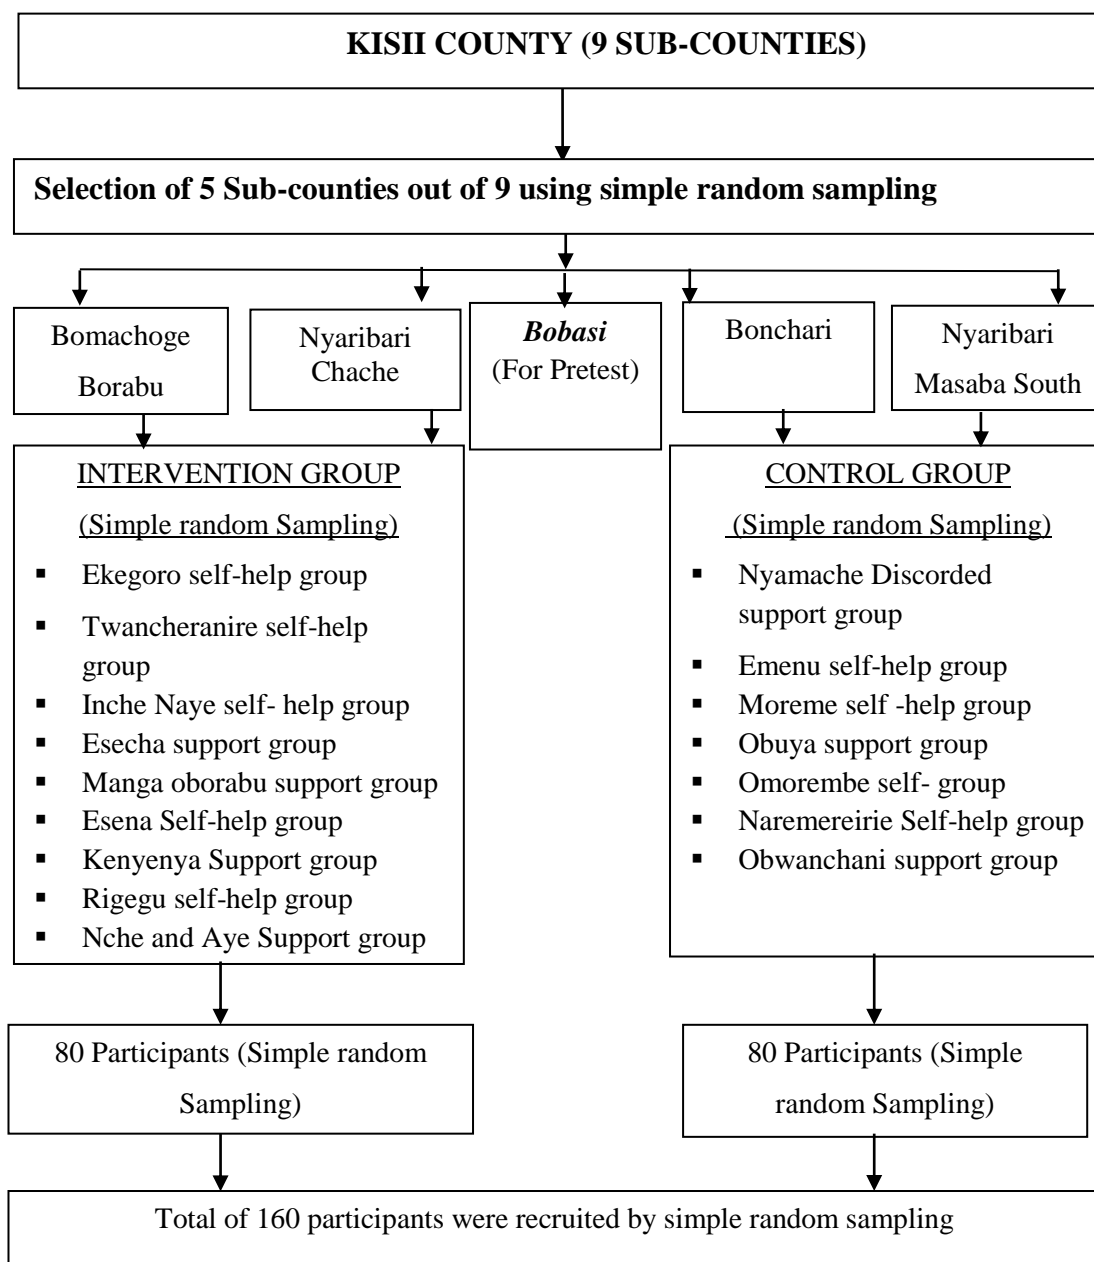 KISII COUNTY (9 SUB-COUNTIES)
Selection of 5 Sub-counties out of 9 using simple random sampling
Bomachoge
Borabu
Nyaribari
Chache
Bobasi
(For Pretest)
Bonchari
Nyaribari
Masaba South
INTERVENTION GROUP
(Simple random Sampling)
▪ Ekegoro self-help group
▪ Twancheranire self-help
group
▪ Inche Naye self- help group
▪ Esecha support group
▪ Manga oborabu support group
▪ Esena Self-help group
▪ Kenyenya Support group
▪ Rigegu self-help group
▪ Nche and Aye Support group
CONTROL GROUP
(Simple random Sampling)
▪ Nyamache Discorded
support group
▪ Emenu self-help group
▪ Moreme self -help group
▪ Obuya support group
▪ Omorembe self- group
▪ Naremereirie Self-help group
▪ Obwanchani support group
80 Participants (Simple random
Sampling)
80 Participants (Simple
random Sampling)
Total of 160 participants were recruited by simple random sampling